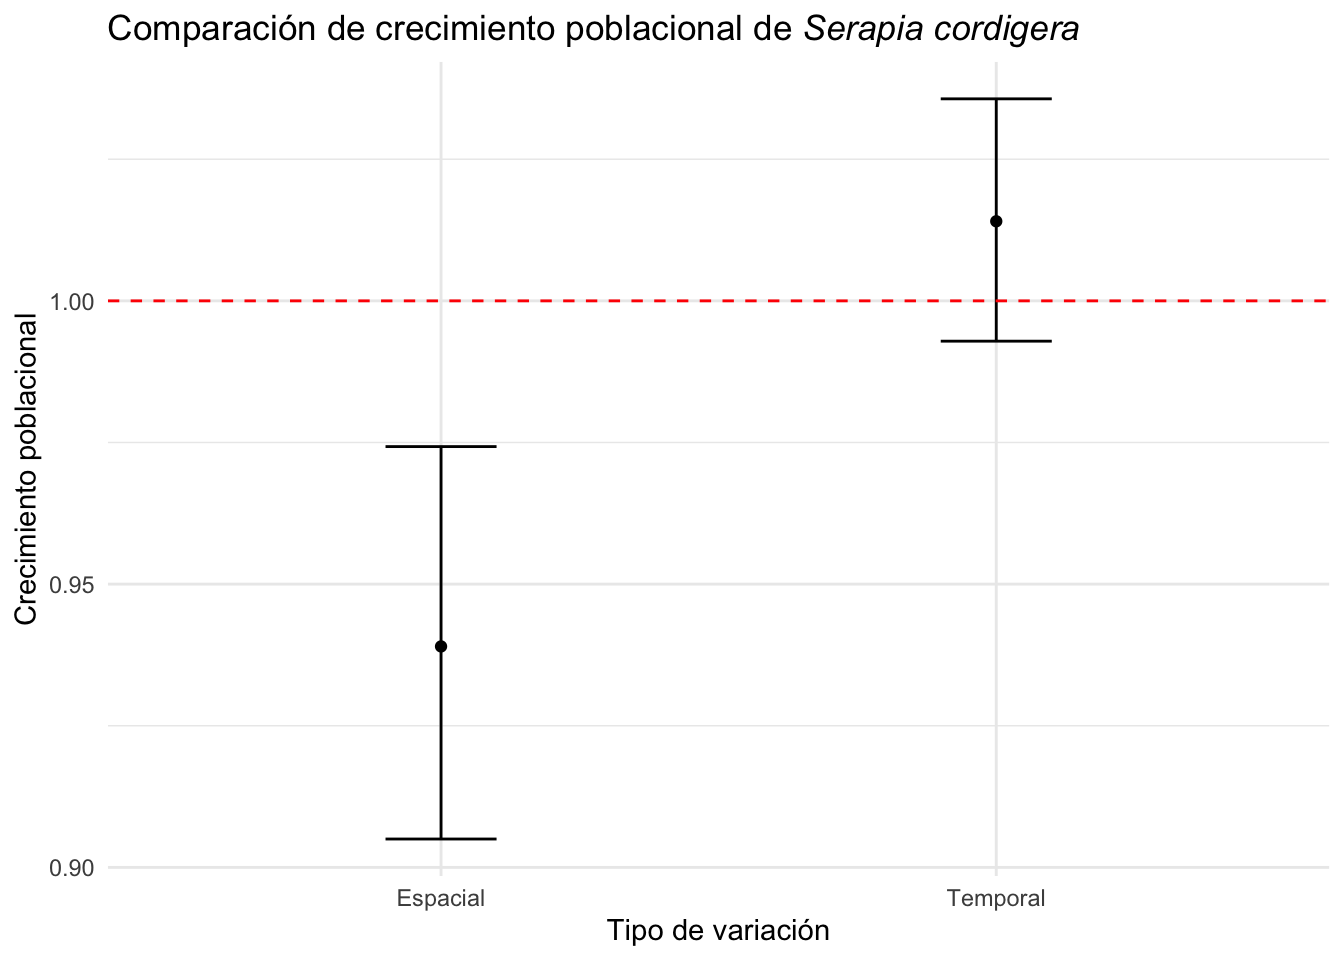 Comparación de crecimiento poblacional de Serapia cordigera
Crecimiento poblacional
1.00
0.95
0.90
Espacial
Temporal
Tipo de variación